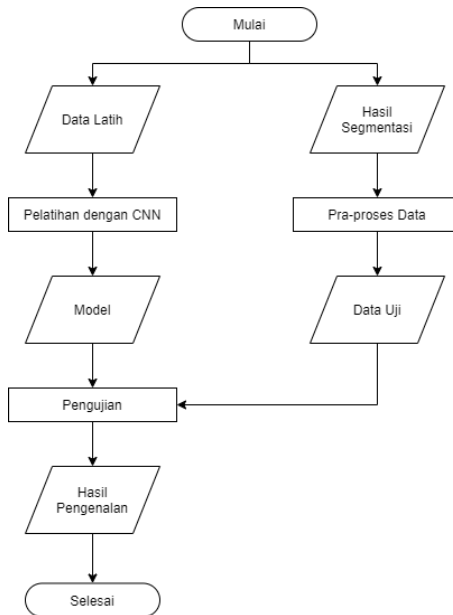 Mulai
Data Latih
Hasil
Segmentasi
Pelatihan dengan CNN
Pra-proses Data
Model
Data Uji
Pengujian
Hasil
Pengenalan
Selesai